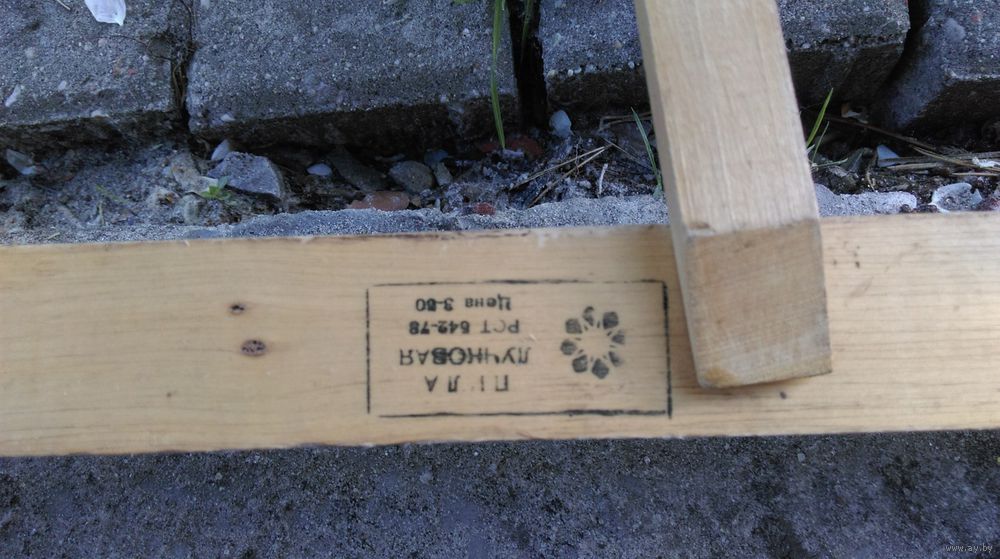 ПИЛА
ЛУЧКОВАЯ
РСТ 542-78
Цена 3-50
www.ay.by